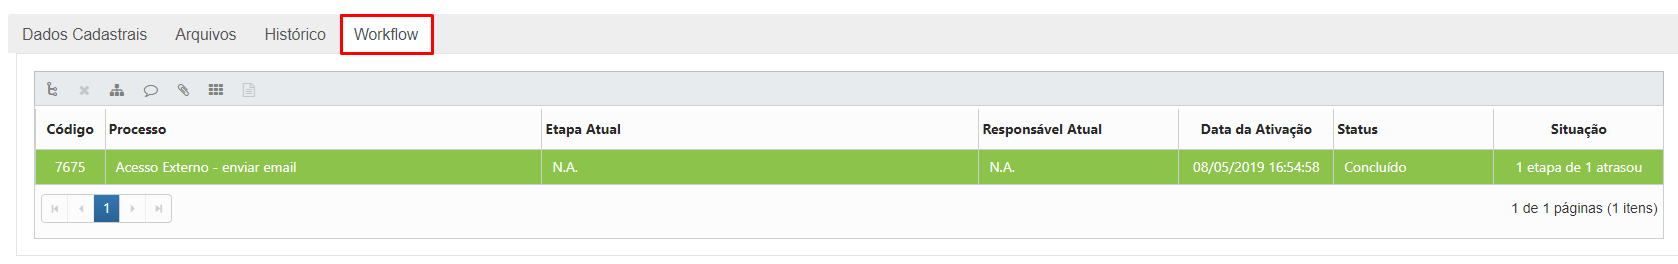 Dados Cadastrais Arquivos Histórico Workflow
Código Processo Etapa Atual Responsável Atual Data da Ativação Status Situação
7675 Acesso Externo - enviar email N.A. N.A. 08/05/2019 16:54:58 Concluído 1 etapa de 1 atrasou
1 1 de 1 páginas (1 itens)